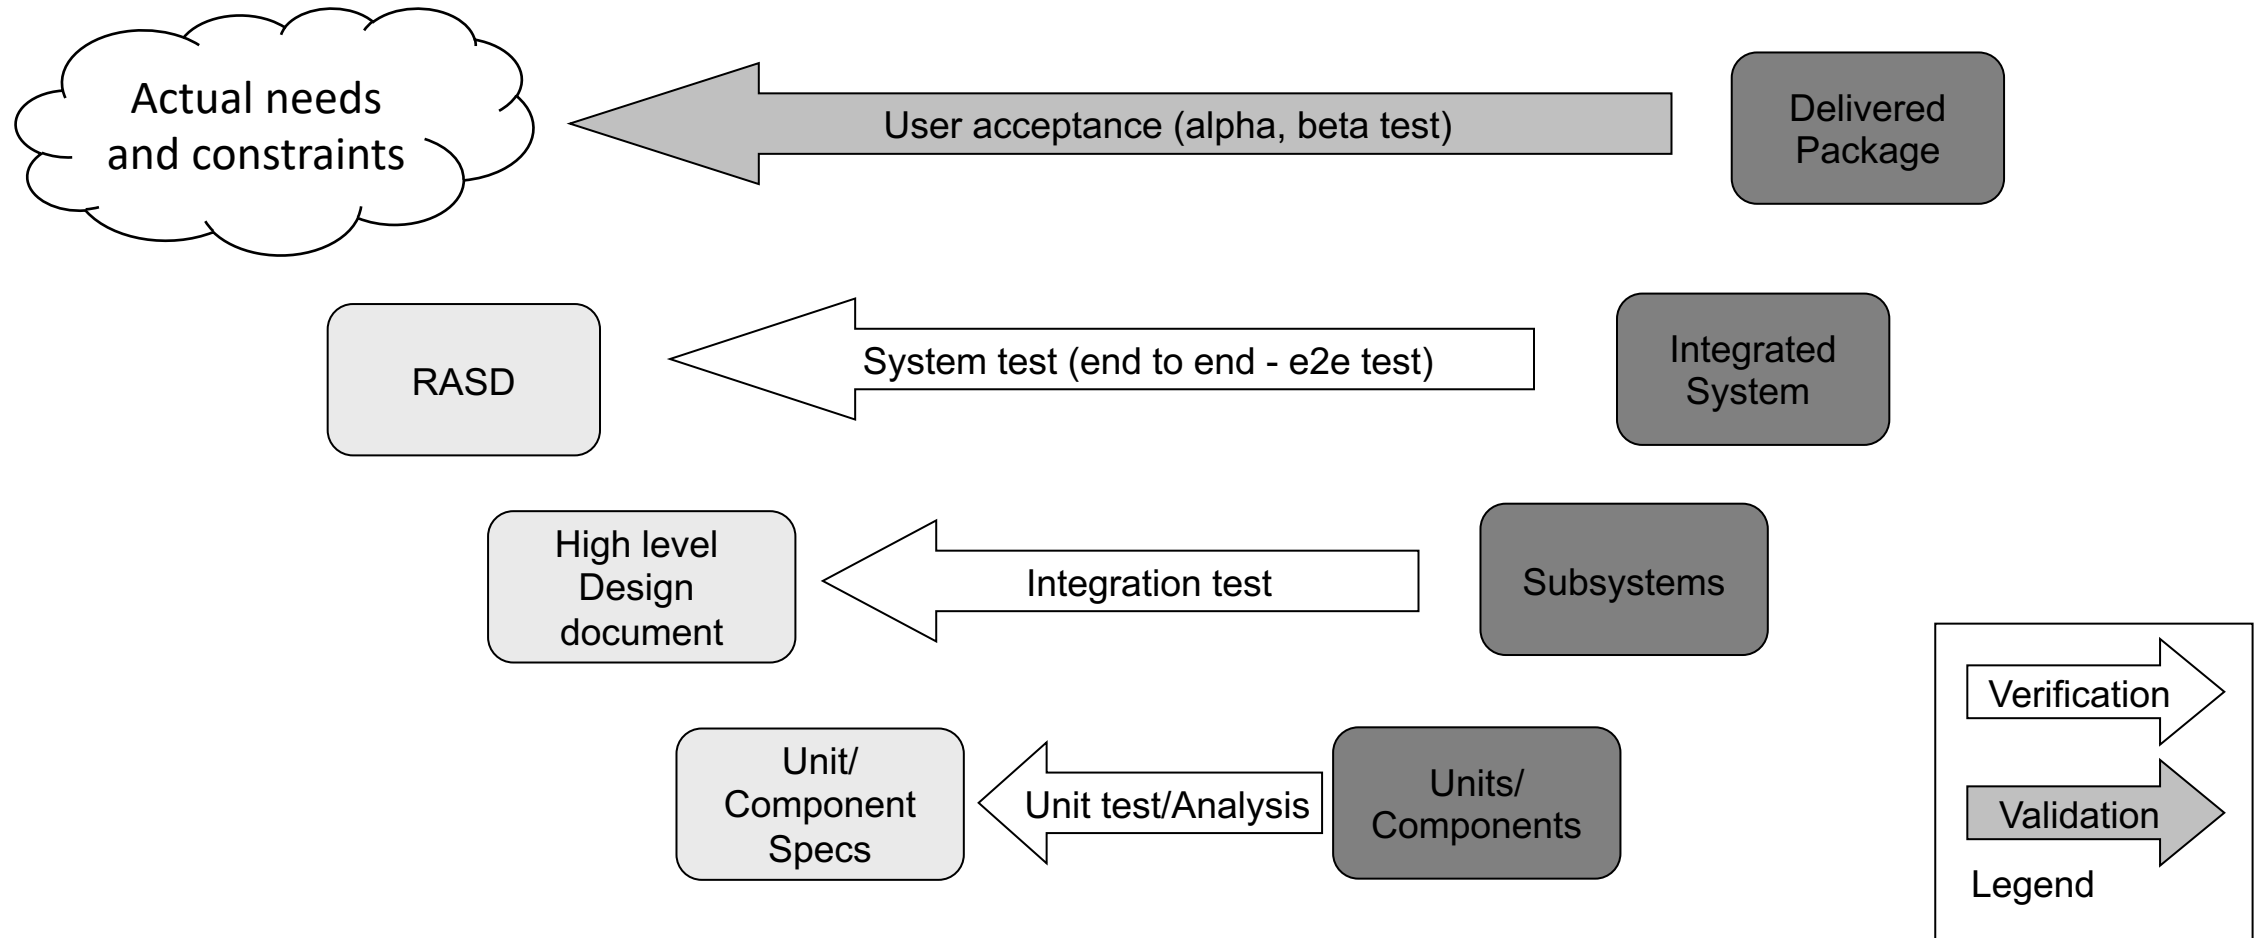 Actual needs
and constraints
User acceptance (alpha, beta test)
Delivered
Package
RASD
System test (end to end - e2e test)
Integrated
System
High level
Design
document
Integration test
Subsystems
Unit/
Component
Specs
Unit test/Analysis
Units/
Components
Verification
Validation
Legend